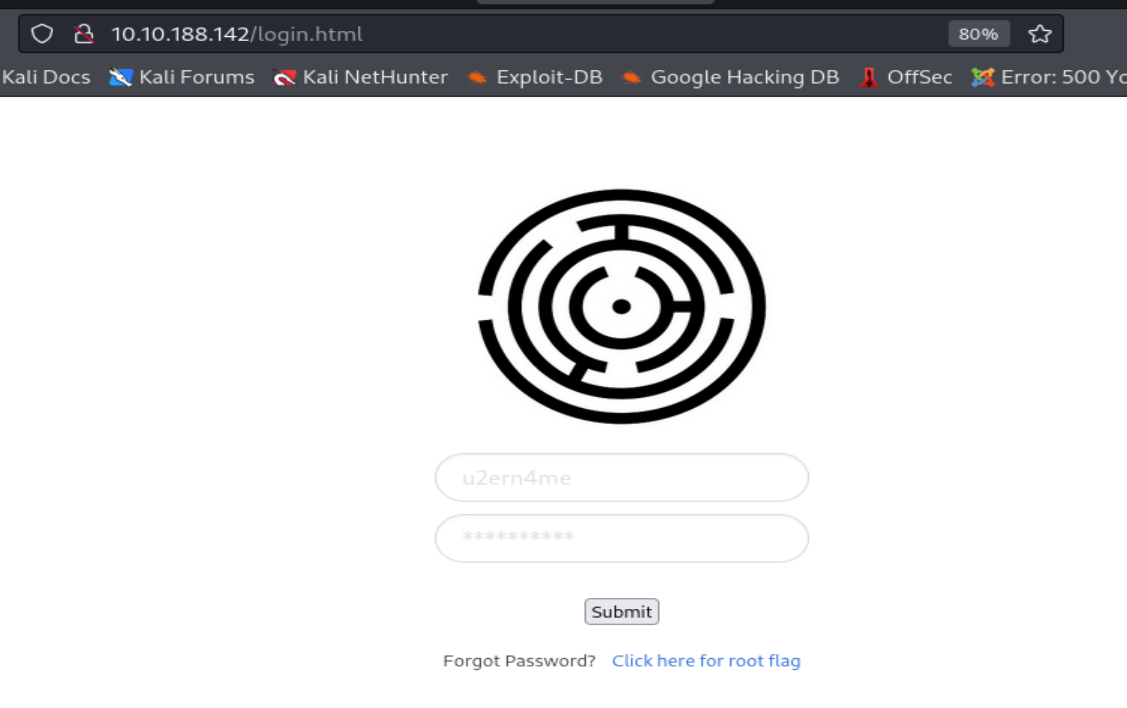 10.10.188.142/login.html 80%
Kali Docs Kali Forums Kali NetHunter Exploit-DB Google Hacking DB OffSec Error: 500 Yo
u2ern4me
**********
Submit
Forgot Password? Click here for root flag